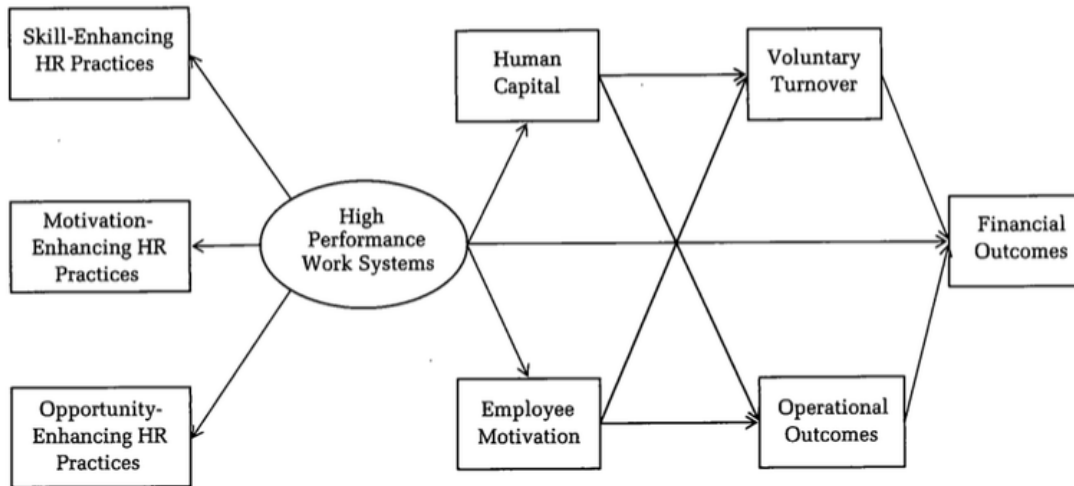 Skill-Enhancing
HR Practices
Motivation-
Enhancing HR
Practices
Opportunity-
Enhancing HR
Practices
High
Performance
Work Systems
Human
Capital
Employee
Motivation
Voluntary
Turnover
Operational
Outcomes
Financial
Outcomes